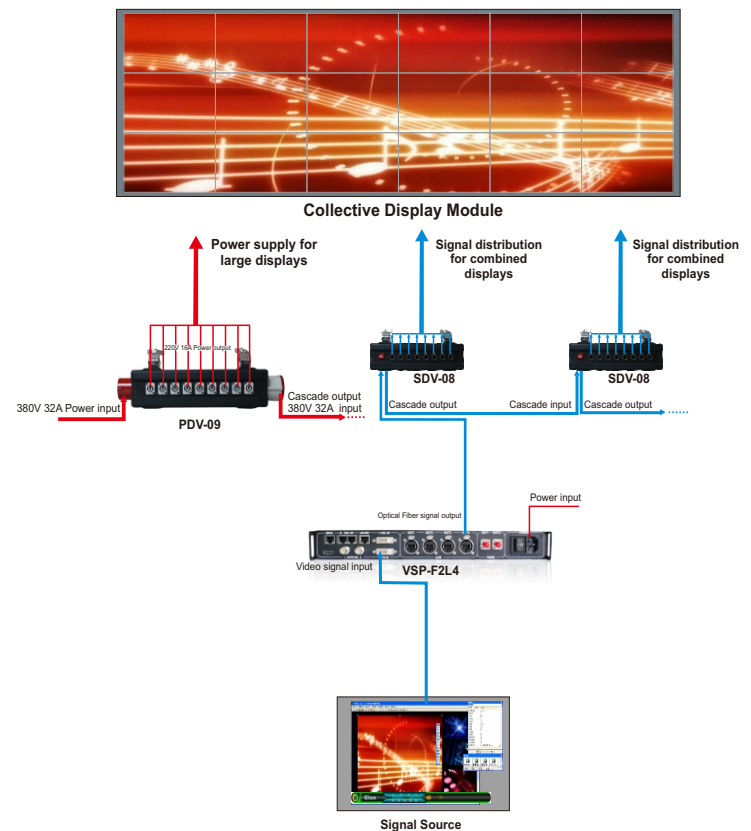 Collective Display Module
Power supply for
large displays
Signal distribution
for combined
displays
Signal distribution
for combined
displays
220V 16A Power output
SDV-08
SDV-08
380V 32A Power input
Cascade output
380V 32A input
Cascade output
Cascade input
Cascade output
PDV-09
Optical Fiber signal output
Power input
Video signal input
VSP-F2L4
Signal Source